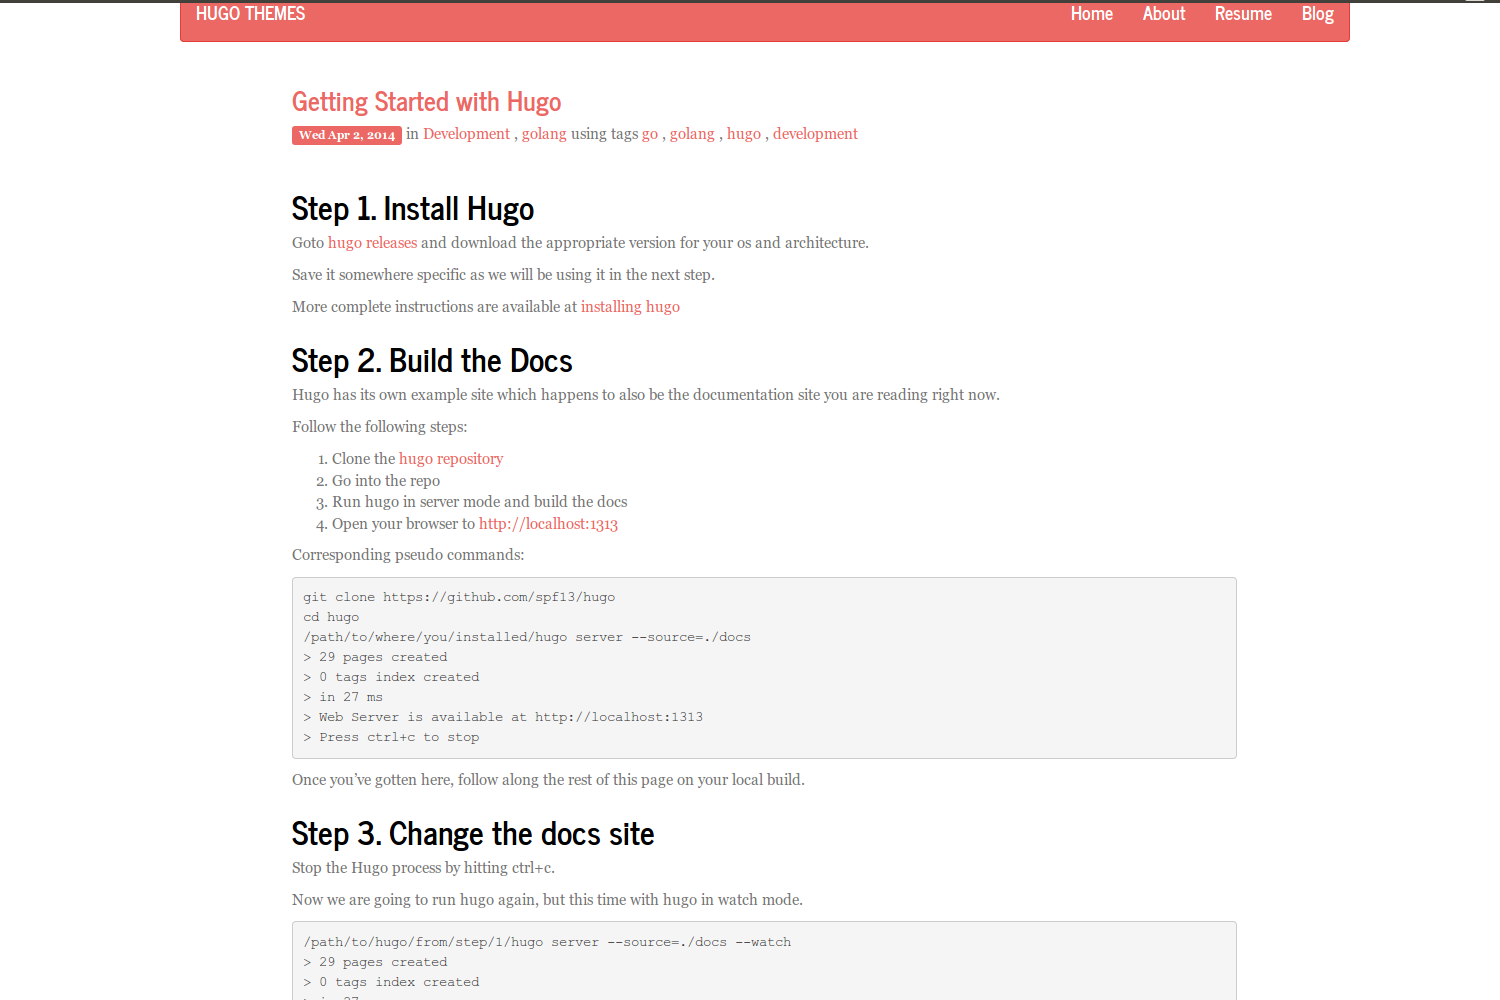 HUGO THEMES Home About Resume Blog
Getting Started with Hugo
Wed Apr 2, 2014 in Development , golang using tags go , golang , hugo , development
Step 1. Install Hugo
Goto hugo releases and download the appropriate version for your os and architecture.
Save it somewhere specific as we will be using it in the next step.
More complete instructions are available at installing hugo
Step 2. Build the Docs
Hugo has its own example site which happens to also be the documentation site you are reading right now.
Follow the following steps:
1. Clone the hugo repository
2. Go into the repo
3. Run hugo in server mode and build the docs
4. Open your browser to http://localhost:1313
Corresponding pseudo commands:
git clone https://github.com/spf13/hugo
cd hugo
/path/to/where/you/installed/hugo server --source=./docs
> 29 pages created
> 0 tags index created
> in 27 ms
> Web Server is available at http://localhost:1313
> Press ctrl+c to stop
Once you’ve gotten here, follow along the rest of this page on your local build.
Step 3. Change the docs site
Stop the Hugo process by hitting ctrl+c.
Now we are going to run hugo again, but this time with hugo in watch mode.
/path/to/hugo/from/step/1/hugo server --source=./docs --watch
> 29 pages created
> 0 tags index created